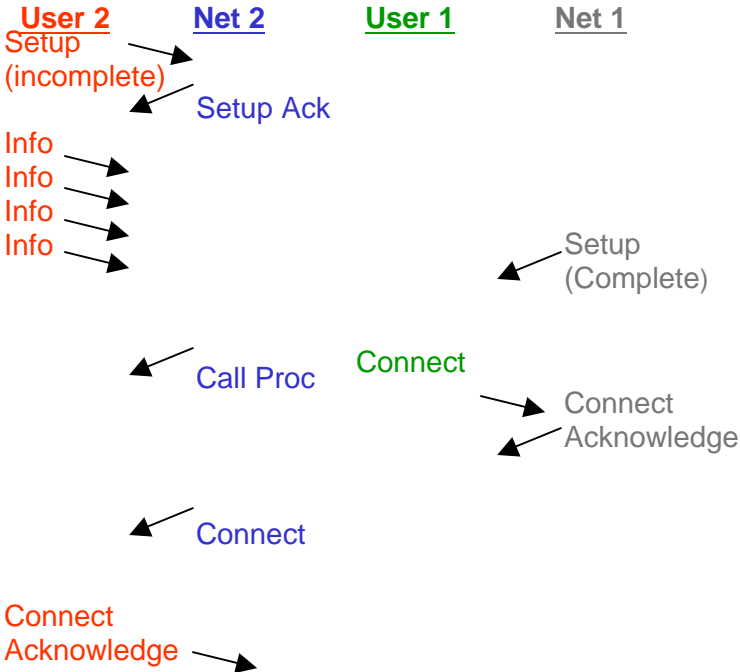 User 2 Net 2 User 1 Net 1
Setup
(incomplete)
Setup Ack
Info
Info
Info
Info
Setup
(Complete)
Call Proc
Connect
Connect
Acknowledge
Connect
Connect
Acknowledge